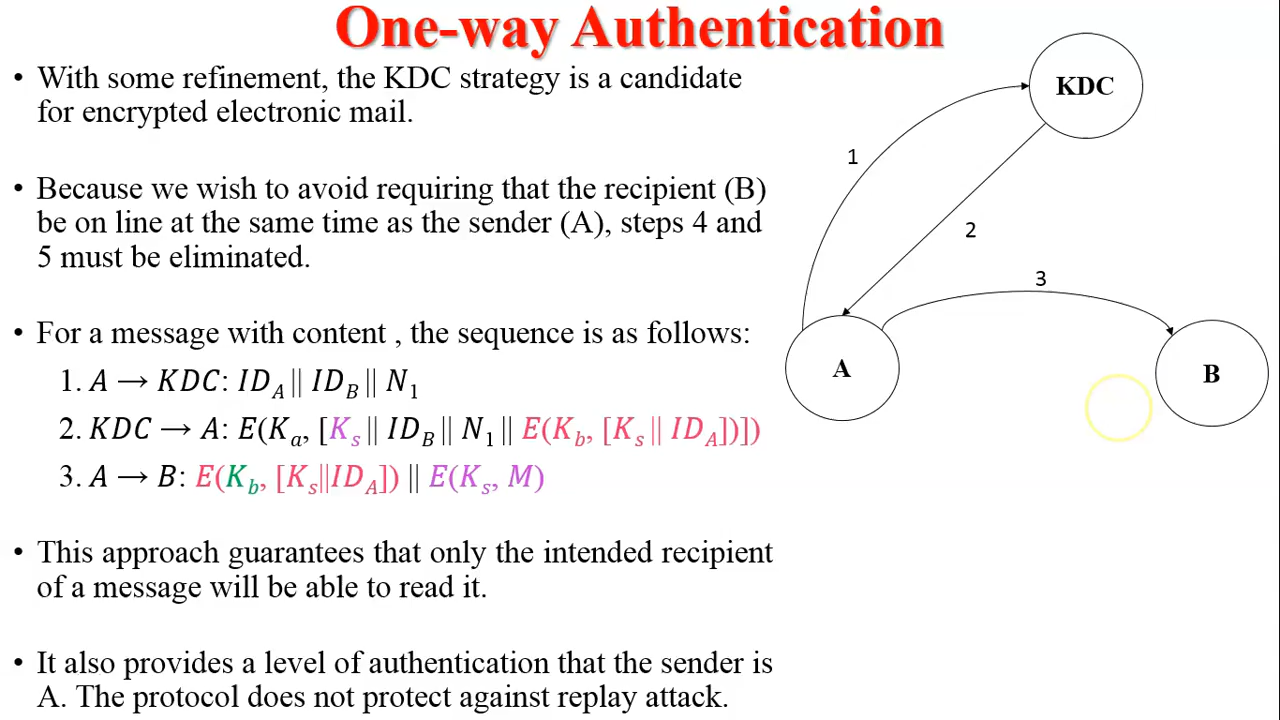 One-way Authentication
• With some refinement, the KDC strategy is a candidate
for encrypted electronic mail.
• Because we wish to avoid requiring that the recipient (B)
be on line at the same time as the sender (A), steps 4 and
5 must be eliminated.
• For a message with content , the sequence is as follows:
1. A → KDC: ID_A || ID_B || N_1
2. KDC → A: E(K_a, [K_s || ID_B || N_1 || E(K_b, [K_s || ID_A])])
3. A → B: E(K_b, [K_s||ID_A]) || E(K_s, M)
• This approach guarantees that only the intended recipient
of a message will be able to read it.
• It also provides a level of authentication that the sender is
A. The protocol does not protect against replay attack.
KDC
1
2
3
A
B